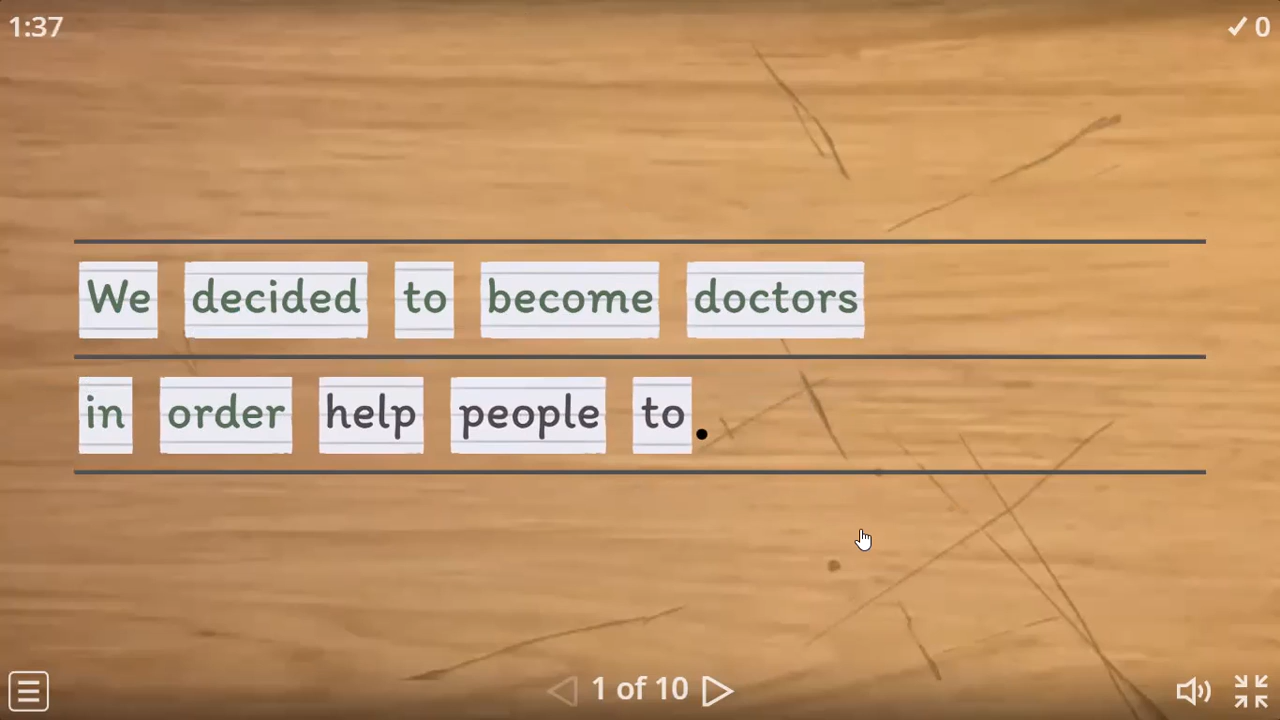 1:37
✓ 0
We decided to become doctors
in order help people to.
1 of 10